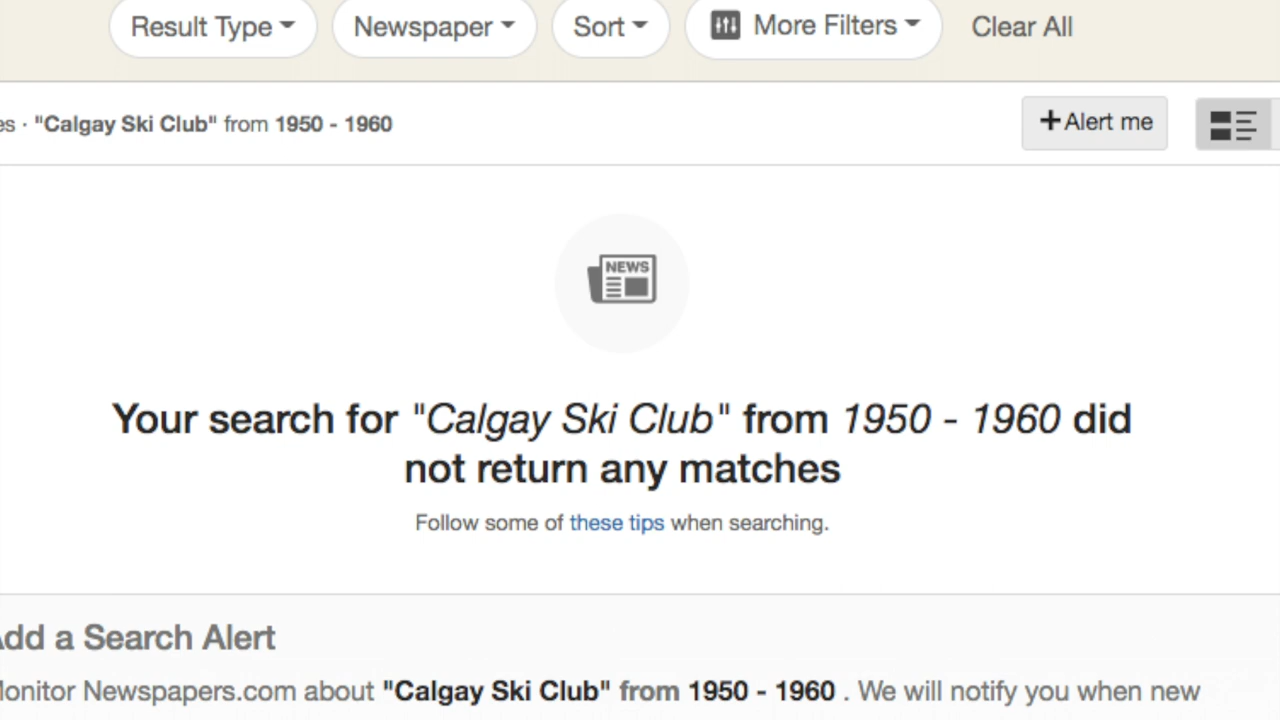 Result Type Newspaper Sort More Filters Clear All
es · "Calgay Ski Club" from 1950 - 1960 +Alert me
NEWS
Your search for "Calgay Ski Club" from 1950 - 1960 did
not return any matches
Follow some of these tips when searching.
Add a Search Alert
Monitor Newspapers.com about "Calgay Ski Club" from 1950 - 1960 . We will notify you when new